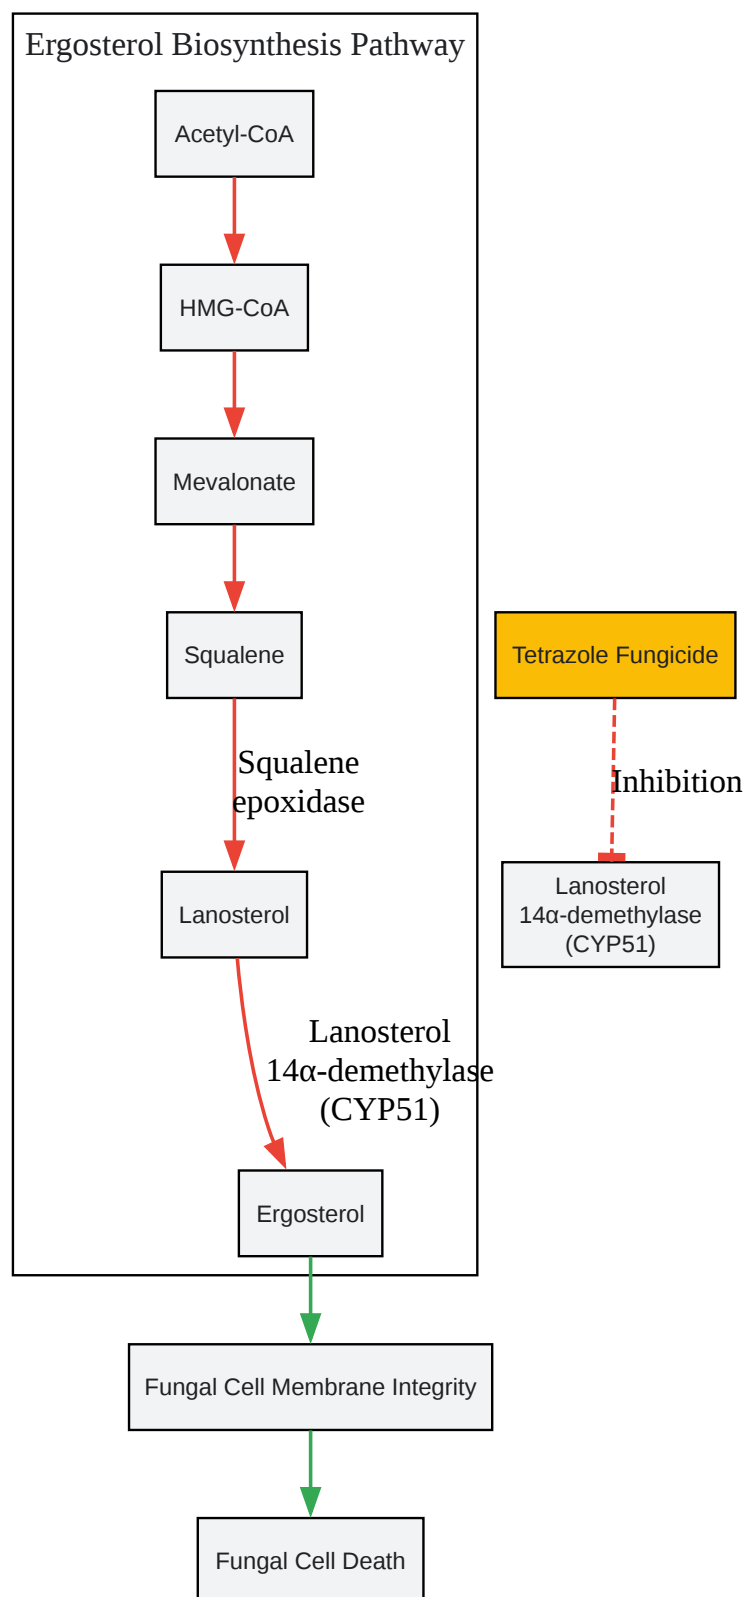 Ergosterol Biosynthesis Pathway
Acetyl-CoA
HMG-CoA
Mevalonate
Squalene
Tetrazole Fungicide
Squalene
epoxidase
Inhibition
Lanosterol
Lanosterol
14α-demethylase
(CYP51)
Lanosterol
14α-demethylase
(CYP51)
Ergosterol
Fungal Cell Membrane Integrity
Fungal Cell Death